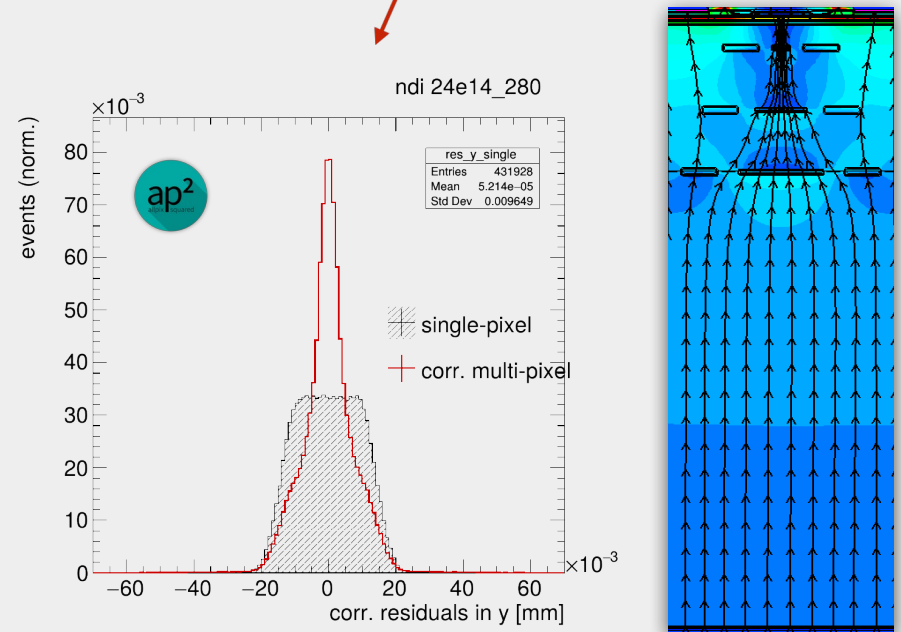 ndi 24e14_280
×10⁻³
events (norm.)
80
70
60
50
40
30
20
10
0
ap²
allpix squared
res_y_single
Entries 431928
Mean 5.214e−05
Std Dev 0.009649
single-pixel
corr. multi-pixel
−60 −40 −20 0 20 40 60
×10⁻³
corr. residuals in y [mm]